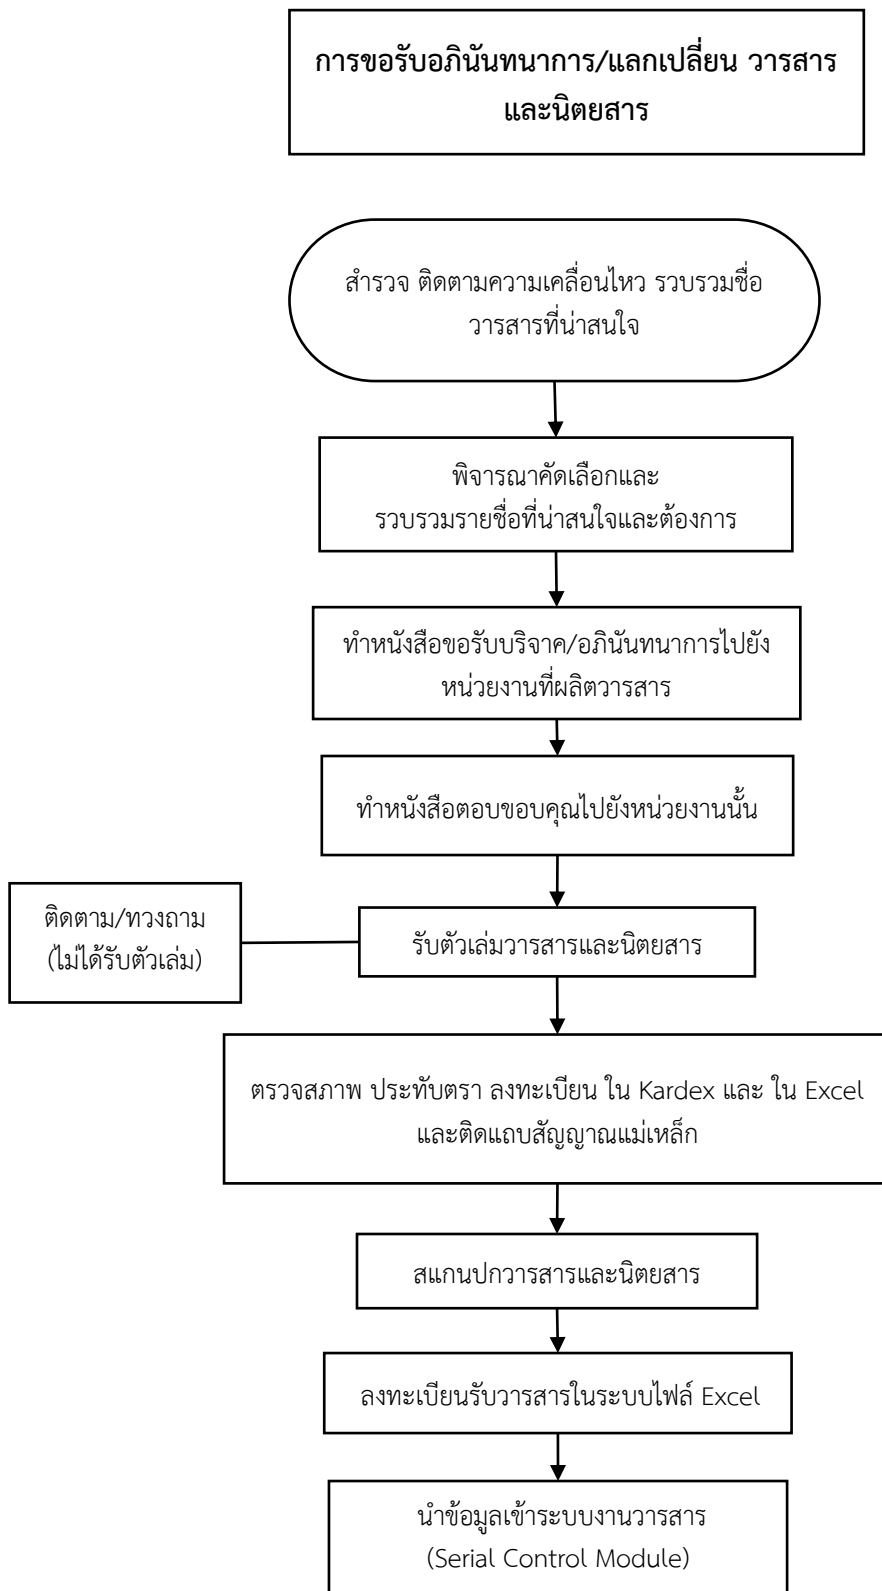 การขอรับอภินันทนาการ/แลกเปลี่ยน วารสาร
และนิตยสาร
สำรวจ ติดตามความเคลื่อนไหว รวบรวมชื่อ
วารสารที่น่าสนใจ
พิจารณาคัดเลือกและ
รวบรวมรายชื่อที่น่าสนใจและต้องการ
ทำหนังสือขอรับบริจาค/อภินันทนาการไปยัง
หน่วยงานที่ผลิตวารสาร
ทำหนังสือตอบขอบคุณไปยังหน่วยงานนั้น
ติดตาม/ทวงถาม
(ไม่ได้รับตัวเล่ม)
รับตัวเล่มวารสารและนิตยสาร
ตรวจสภาพ ประทับตรา ลงทะเบียน ใน Kardex และ ใน Excel
และติดแถบสัญญาณแม่เหล็ก
สแกนปกวารสารและนิตยสาร
ลงทะเบียนรับวารสารในระบบไฟล์ Excel
นำข้อมูลเข้าระบบงานวารสาร
(Serial Control Module)